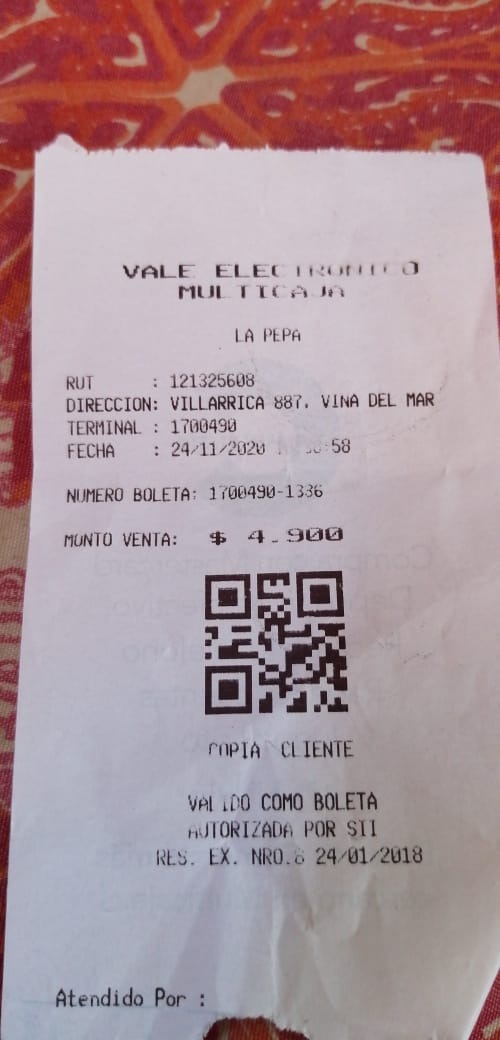 VALE ELECTRONICO
MULTICAJA
LA PEPA
RUT : 121325608
DIRECCION: VILLARRICA 887, VINA DEL MAR
TERMINAL : 1700490
FECHA : 24/11/2020
NUMERO BOLETA: 1700490-1336
MONTO VENTA: $ 4.900
COPIA CLIENTE
VALIDO COMO BOLETA
AUTORIZADA POR SII
RES. EX. NRO.6 24/01/2018
Atendido Por :